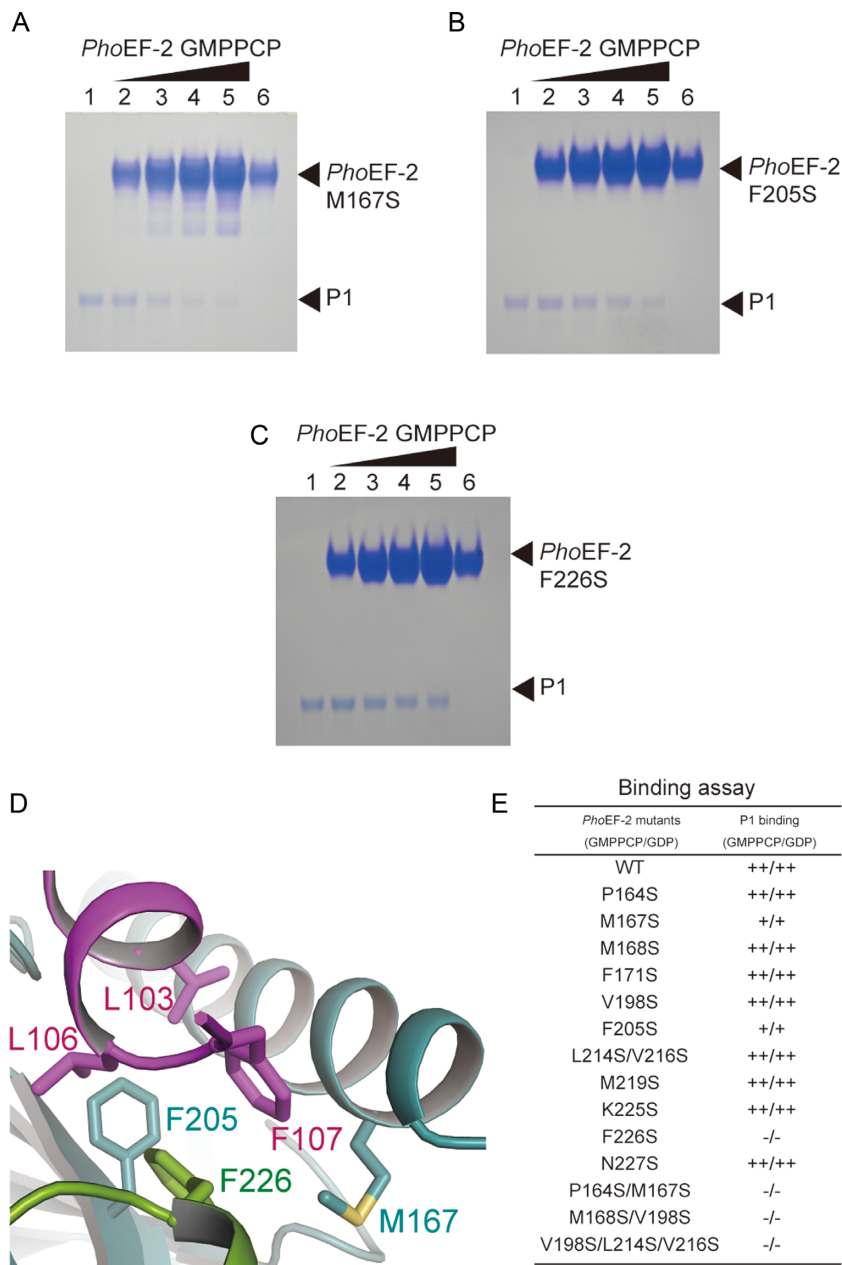 A
PhoEF-2 GMPPCP
1 2 3 4 5 6
PhoEF-2
M167S
P1
B
PhoEF-2 GMPPCP
1 2 3 4 5 6
PhoEF-2
F205S
P1
C
PhoEF-2 GMPPCP
1 2 3 4 5 6
PhoEF-2
F226S
P1
D
L103
L106
F205
F107
F226
M167
E
Binding assay
PhoEF-2 mutants P1 binding
(GMPPCP/GDP) (GMPPCP/GDP)
WT ++/++
P164S ++/++
M167S +/+
M168S ++/++
F171S ++/++
V198S ++/++
F205S +/+
L214S/V216S ++/++
M219S ++/++
K225S ++/++
F226S -/-
N227S ++/++
P164S/M167S -/-
M168S/V198S -/-
V198S/L214S/V216S -/-